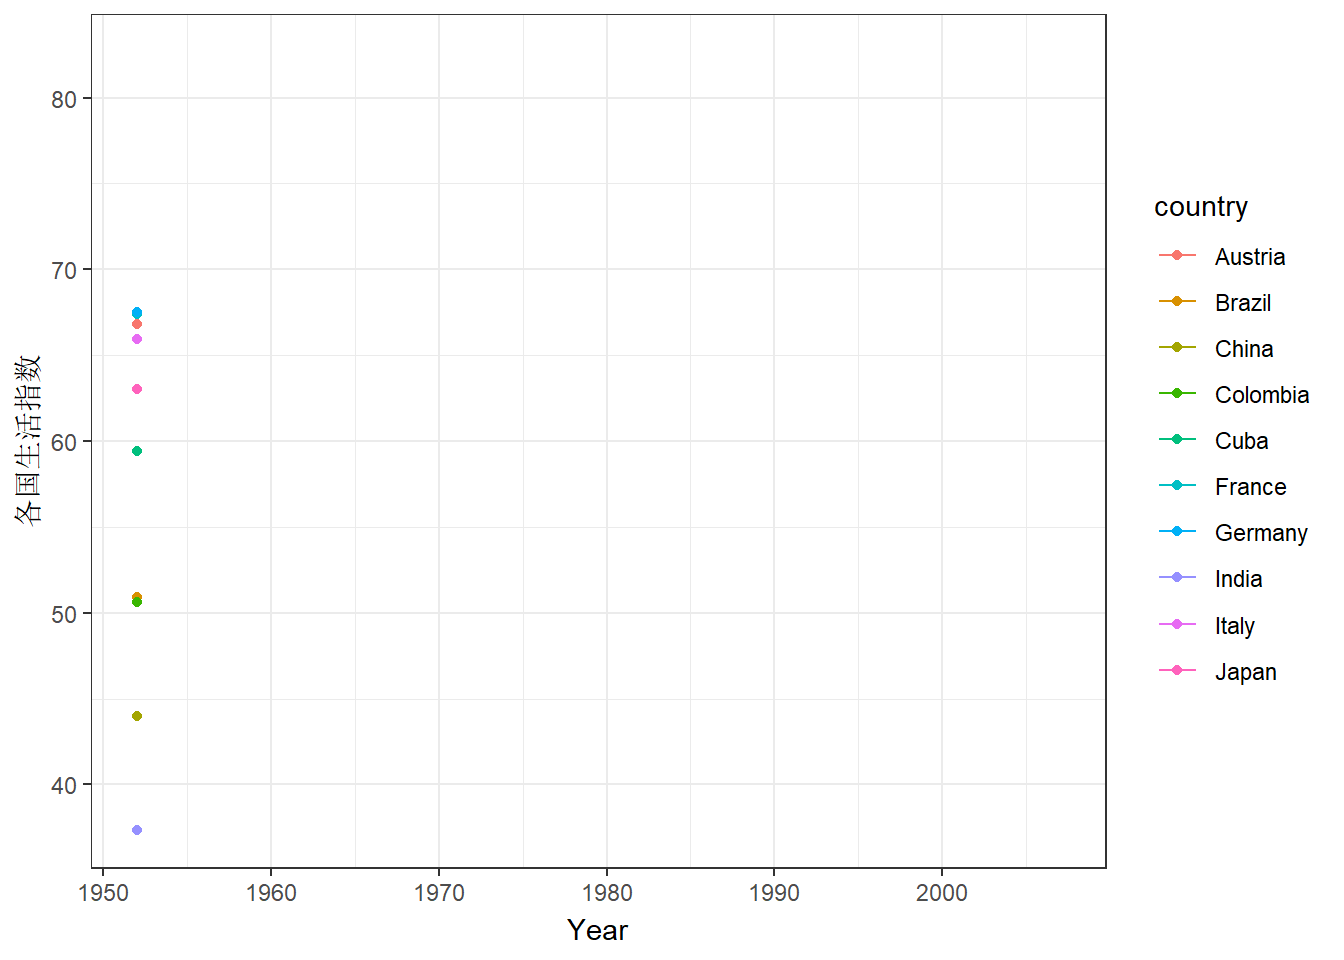 各国生活指数
80
70
60
50
40
1950 1960 1970 1980 1990 2000
Year
country
Austria
Brazil
China
Colombia
Cuba
France
Germany
India
Italy
Japan